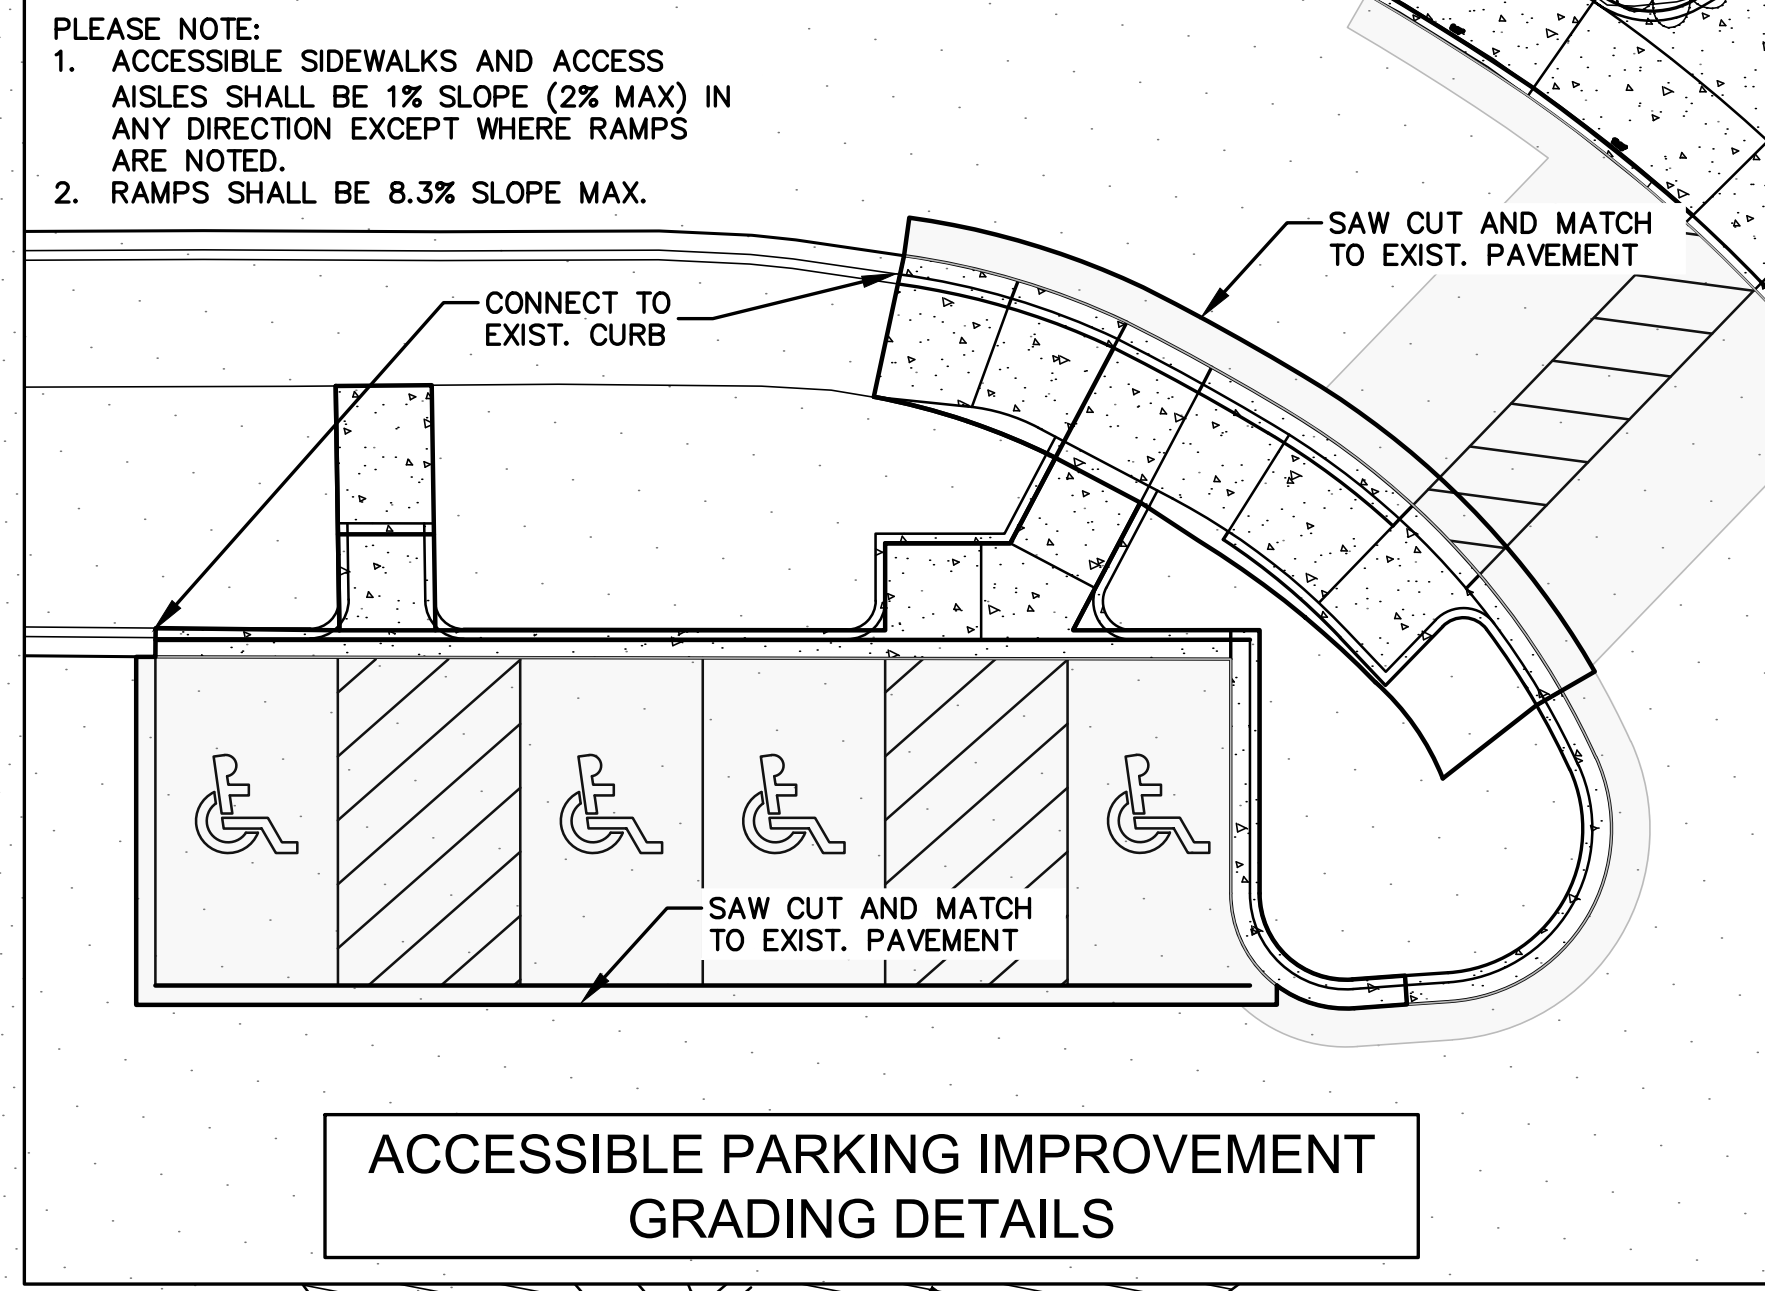 PLEASE NOTE:
1. ACCESSIBLE SIDEWALKS AND ACCESS
AISLES SHALL BE 1% SLOPE (2% MAX) IN
ANY DIRECTION EXCEPT WHERE RAMPS
ARE NOTED.
2. RAMPS SHALL BE 8.3% SLOPE MAX.
SAW CUT AND MATCH
TO EXIST. PAVEMENT
CONNECT TO
EXIST. CURB
SAW CUT AND MATCH
TO EXIST. PAVEMENT
ACCESSIBLE PARKING IMPROVEMENT
GRADING DETAILS